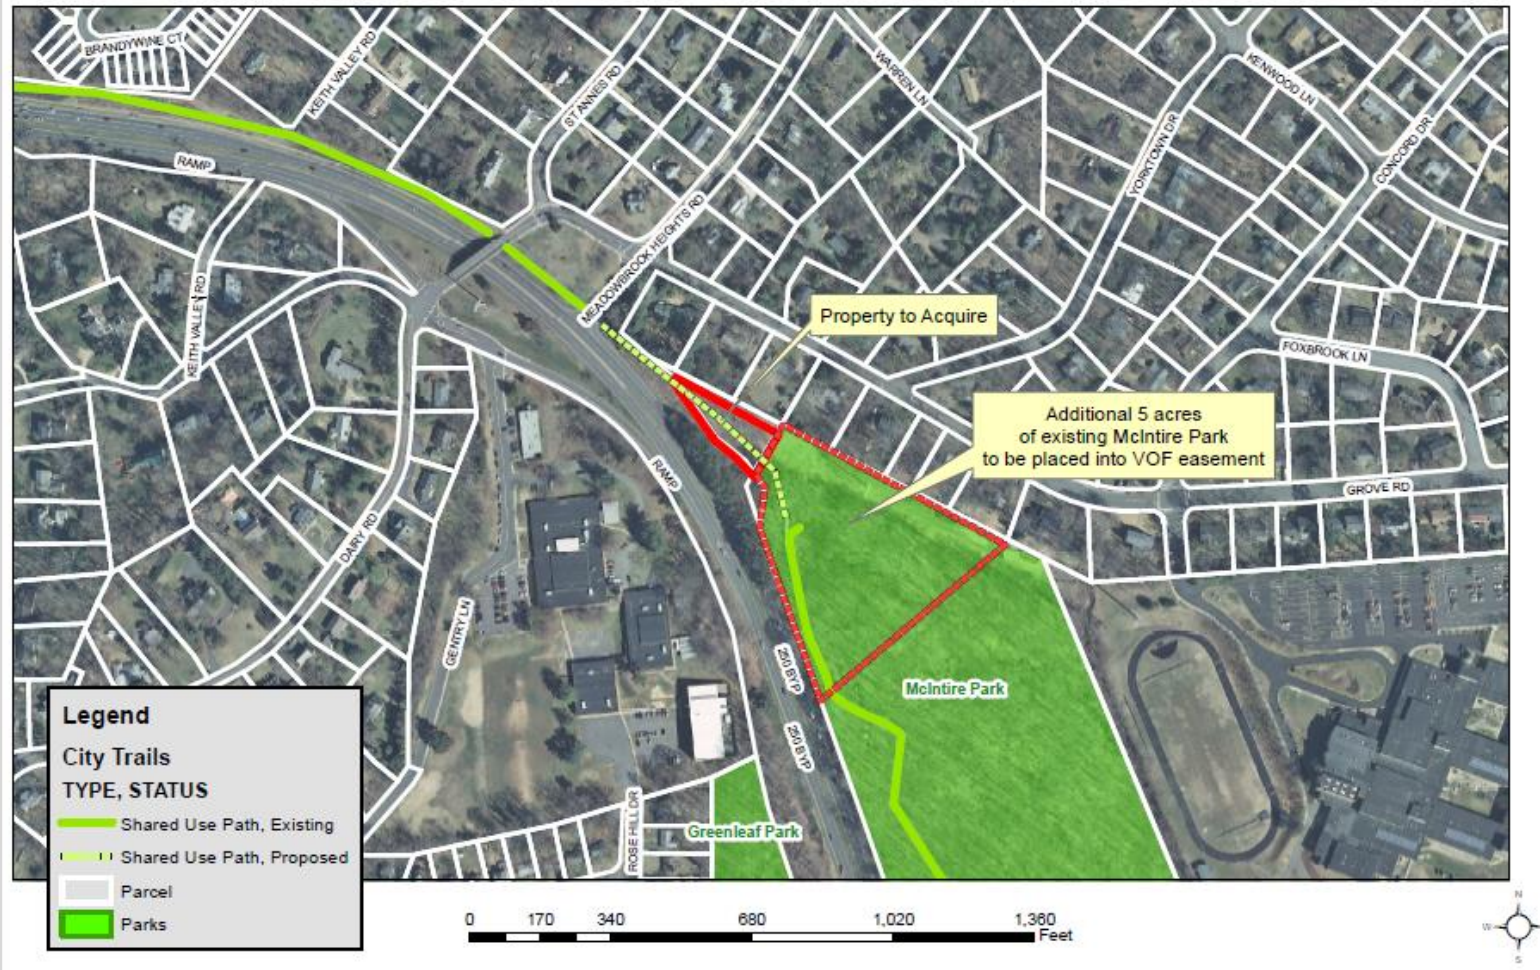 BRANDYWINE CT
KEITH VALLEY RD
ST ANNES RD
WARREN LN
KENWOOD LN
CONCORD DR
YORKTOWN DR
RAMP
MEADOWBROOK HEIGHTS RD
KEITH VALLEY RD
Property to Acquire
FOXBROOK LN
Additional 5 acres
of existing McIntire Park
to be placed into VOF easement
RAMP
GROVE RD
DAIRY RD
GENTRY LN
250 BYP
McIntire Park
250 BYP
ROSE HILL DR
Greenleaf Park
Legend
City Trails
TYPE, STATUS
Shared Use Path, Existing
Shared Use Path, Proposed
Parcel
Parks
0 170 340 680 1,020 1,360
Feet
N
W
S